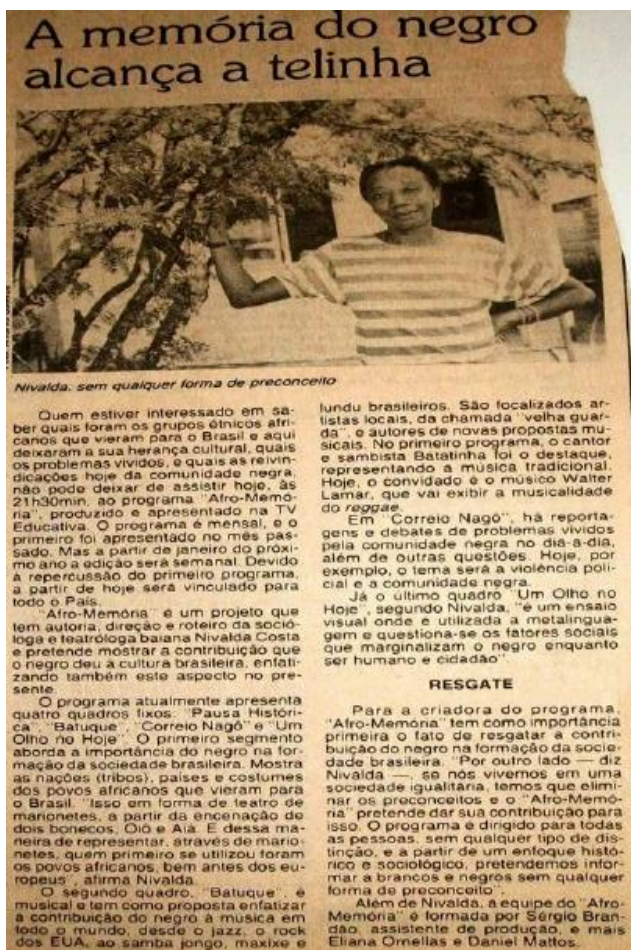 A memória do negro
alcança a telinha
Nivalda, sem qualquer forma de preconceito
Quem estiver interessado em sa-
ber quais foram os grupos étnicos afri-
canos que vieram para o Brasil e aqui
deixaram a sua herança cultural, quais
os problemas vividos, e quais as reivin-
dicações hoje da comunidade negra,
não pode deixar de assistir hoje, às
21h30min, ao programa "Afro-Memó-
ria", produzido e apresentado na TV
Educativa. O programa é mensal, e o
primeiro foi apresentado no mês pas-
sado. Mas a partir de janeiro do próxi-
mo ano a edição será semanal. Devido
à repercussão do primeiro programa,
a partir de hoje será vinculado para
todo o País.
"Afro-Memória" é um projeto que
tem autoria, direção e roteiro da soció-
loga e teatróloga baiana Nivalda Costa
e pretende mostrar a contribuição que
o negro deu à cultura brasileira, enfati-
zando também este aspecto no pre-
sente.
O programa atualmente apresenta
quatro quadros fixos: "Pausa Históri-
ca" "Batuque", "Correio Nagô" e "Um
Olho no Hoje". O primeiro segmento
aborda a importância do negro na for-
mação da sociedade brasileira. Mostra
as nações (tribos), países e costumes
dos povos africanos que vieram para
o Brasil. "Isso em forma de teatro de
marionetes, a partir da encenação de
dois bonecos, Oió e Aiá. E dessa ma-
neira de representar, através de mario-
netes, quem primeiro se utilizou foram
os povos africanos, bem antes dos eu-
ropeus", afirma Nivalda.
O segundo quadro, "Batuque", é
musical e tem como proposta enfatizar
a contribuição do negro à música em
todo o mundo, desde o jazz, o rock
dos EUA, ao samba jongo, maxixe e
lundu brasileiros. São focalizados ar-
tistas locais, da chamada "velha guar-
da", e autores de novas propostas mu-
sicais. No primeiro programa, o cantor
e sambista Batatinha foi o destaque,
representando a música tradicional.
Hoje, o convidado é o músico Walter
Lamar, que vai exibir a musicalidade
do reggae.
Em "Correio Nagô", há reporta-
gens e debates de problemas vividos
pela comunidade negra no dia-a-dia,
além de outras questões. Hoje, por
exemplo, o tema será a violência poli-
cial e a comunidade negra.
Já o último quadro "Um Olho no
Hoje", segundo Nivalda, "é um ensaio
visual onde é utilizada a metalingua-
gem e questiona-se os fatores sociais
que marginalizam o negro enquanto
ser humano e cidadão"
RESGATE
Para a criadora do programa,
"Afro-Memória" tem como importância
primeira o fato de resgatar a contri-
buição do negro na formação da socie-
dade brasileira. "Por outro lado — diz
Nivalda —, se nós vivemos em uma
sociedade igualitária, temos que elimi-
nar os preconceitos e o "Afro-Memó-
ria" pretende dar sua contribuição para
isso. O programa é dirigido para todas
as pessoas, sem qualquer tipo de dis-
tinção, e a partir de um enfoque histó-
rico e sociológico, pretendemos infor-
mar a brancos e negros sem qualquer
forma de preconceito".
Além de Nivalda, a equipe do "Afro-
Memória" é formada por Sérgio Bran-
dão, assistente de produção, e mais
Eliana Ornellas e Daniel Mattos.